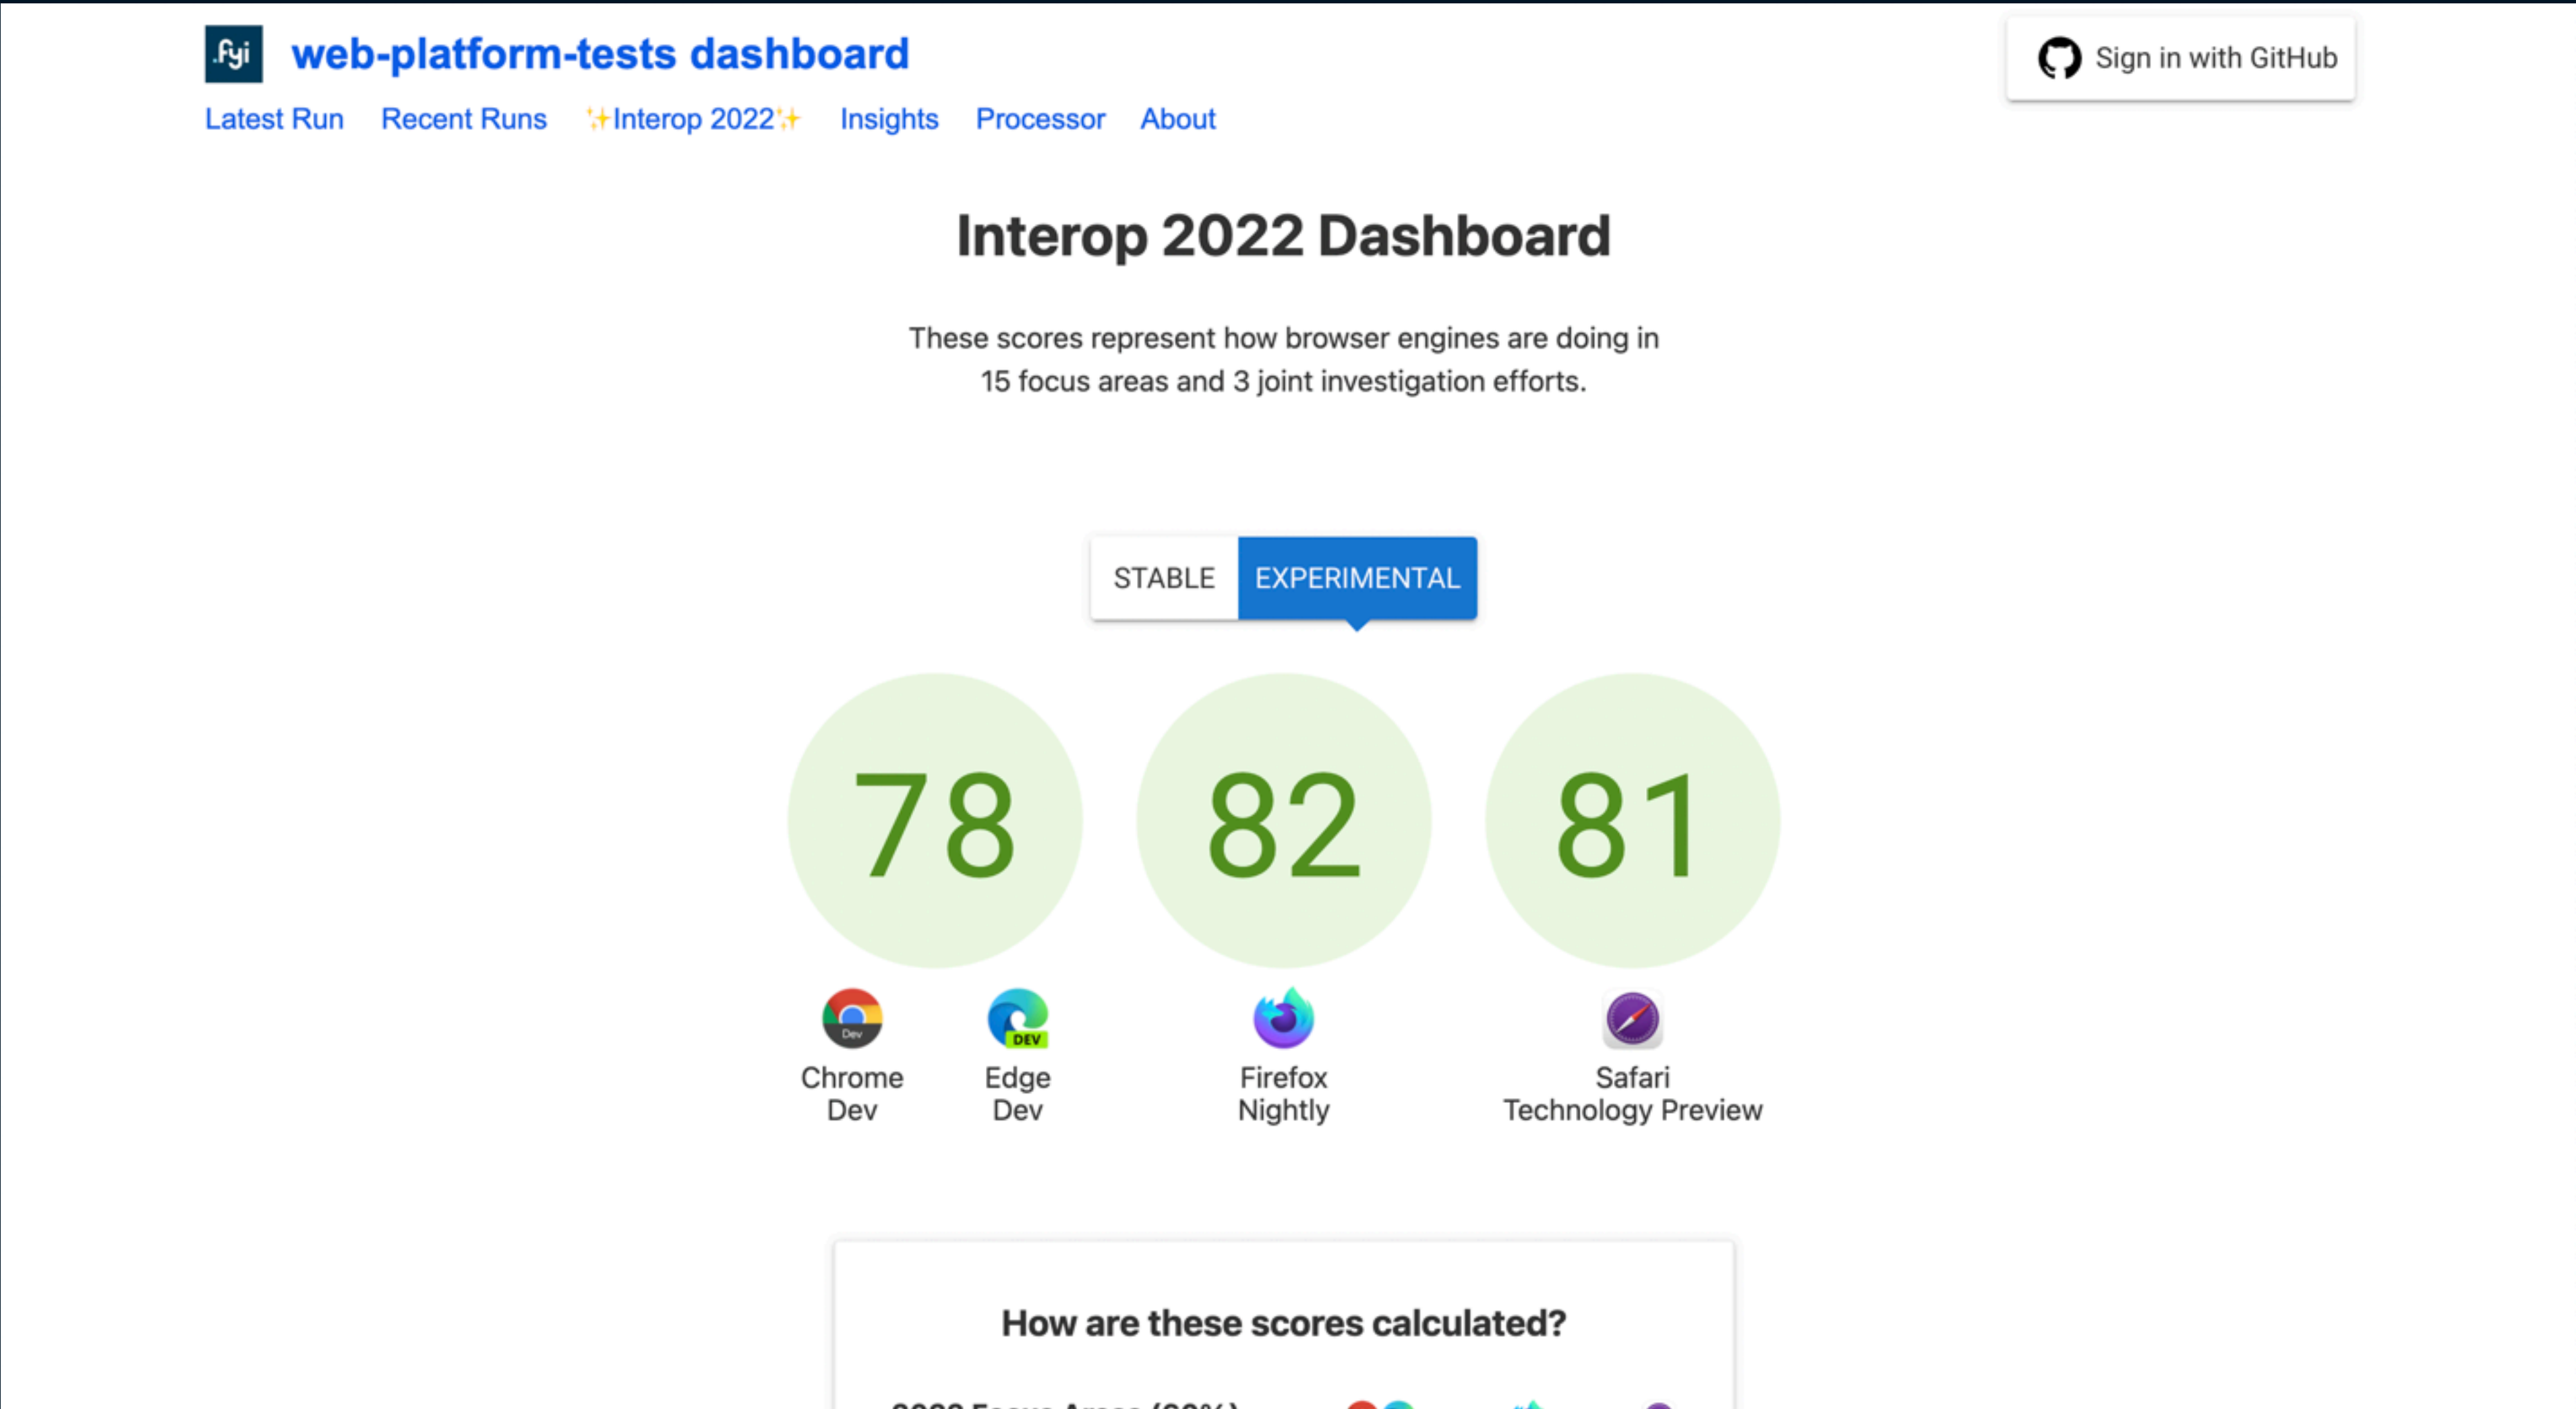 .fyi web-platform-tests dashboard
Sign in with GitHub
Latest Run Recent Runs ✨Interop 2022✨ Insights Processor About
Interop 2022 Dashboard
These scores represent how browser engines are doing in
15 focus areas and 3 joint investigation efforts.
STABLE EXPERIMENTAL
78 82 81
Dev DEV
Chrome Edge Firefox Safari
Dev Dev Nightly Technology Preview
How are these scores calculated?